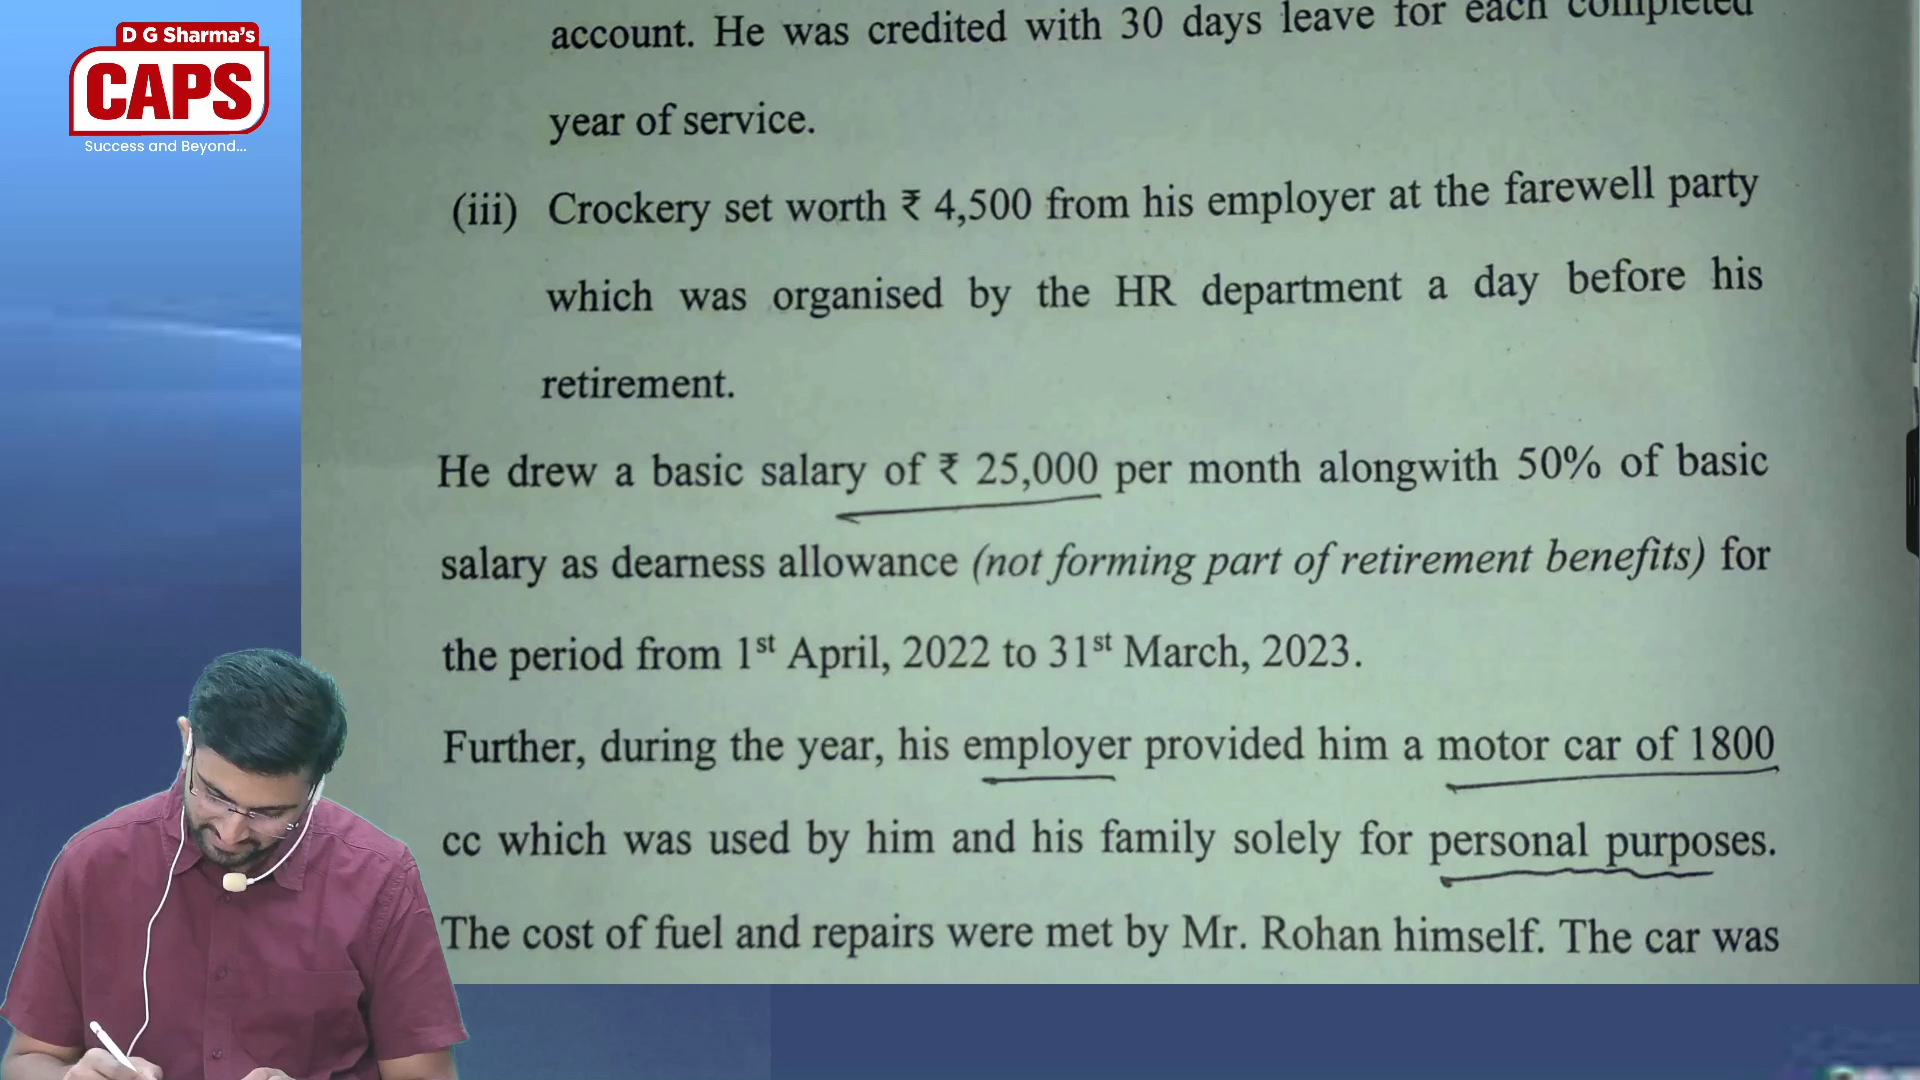 D G Sharma's
CAPS
Success and Beyond...
account. He was credited with 30 days leave for each completed
year of service.
(iii) Crockery set worth ₹ 4,500 from his employer at the farewell party
which was organised by the HR department a day before his
retirement.
He drew a basic salary of ₹ 25,000 per month alongwith 50% of basic
salary as dearness allowance (not forming part of retirement benefits) for
the period from 1st April, 2022 to 31st March, 2023.
Further, during the year, his employer provided him a motor car of 1800
cc which was used by him and his family solely for personal purposes.
The cost of fuel and repairs were met by Mr. Rohan himself. The car was